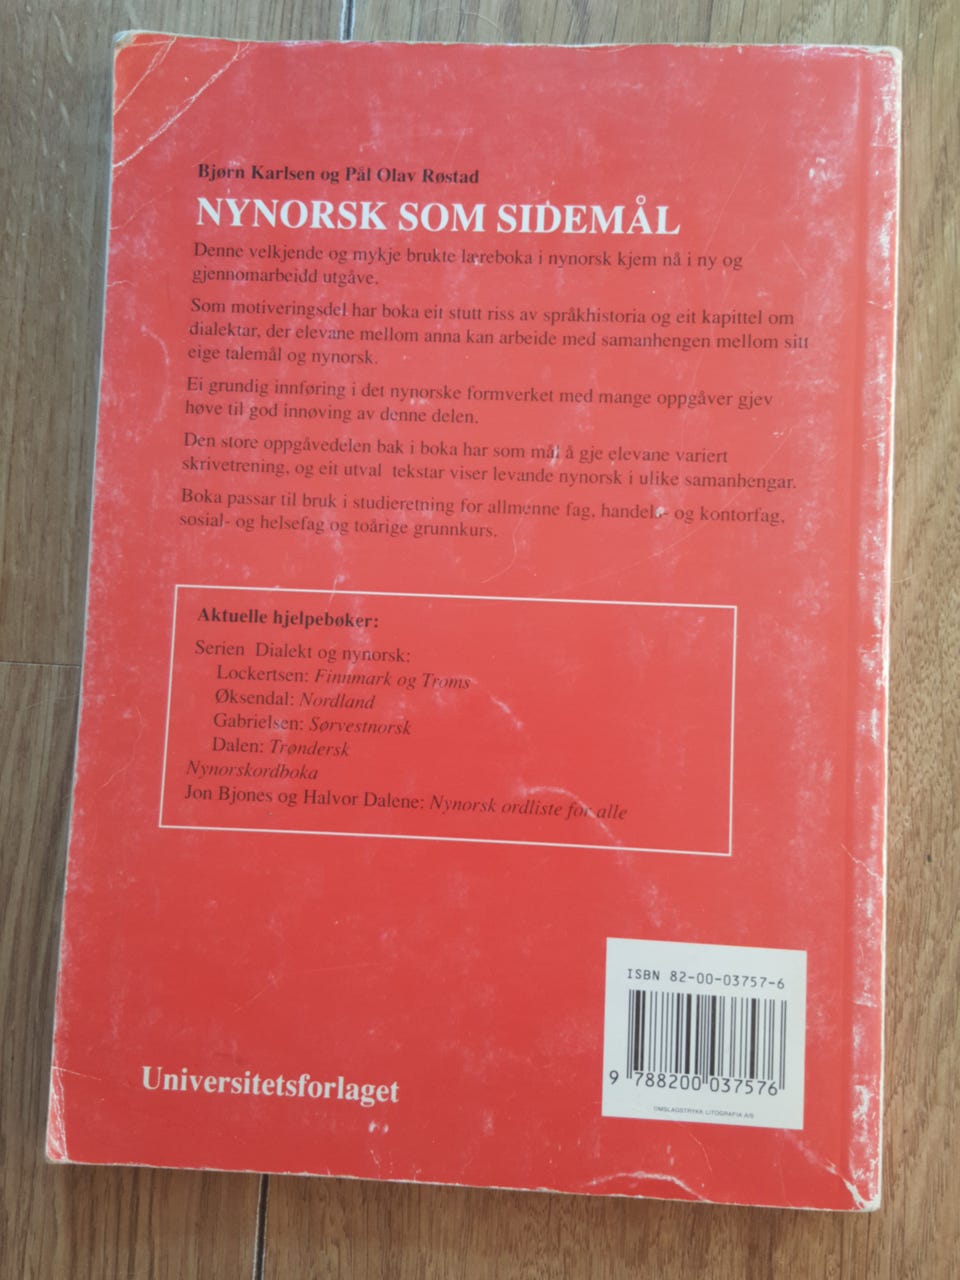 Bjørn Karlsen og Pål Olav Røstad
NYNORSK SOM SIDEMÅL
Denne velkjende og mykje brukte læreboka i nynorsk kjem nå i ny og
gjennomarbeidd utgåve.
Som motiveringsdel har boka eit stutt riss av språkhistoria og eit kapittel om
dialektar, der elevane mellom anna kan arbeide med samanhengen mellom sitt
eige talemål og nynorsk.
Ei grundig innføring i det nynorske formverket med mange oppgåver gjev
høve til god innøving av denne delen.
Den store oppgåvedelen bak i boka har som mål å gje elevane variert
skrivetrening, og eit utval tekstar viser levande nynorsk i ulike samanhengar.
Boka passar til bruk i studieretning for allmenne fag, handels- og kontorfag,
sosial- og helsefag og toårige grunnkurs.
Aktuelle hjelpebøker:
Serien Dialekt og nynorsk:
Lockertsen: Finnmark og Troms
Øksendal: Nordland
Gabrielsen: Sørvestnorsk
Dalen: Trøndersk
Nynorskordboka
Jon Bjones og Halvor Dalene: Nynorsk ordliste for alle
ISBN 82-00-03757-6
9 788200 037576
OMSLAGSTRYKK LITOGRAFIA A/S
Universitetsforlaget